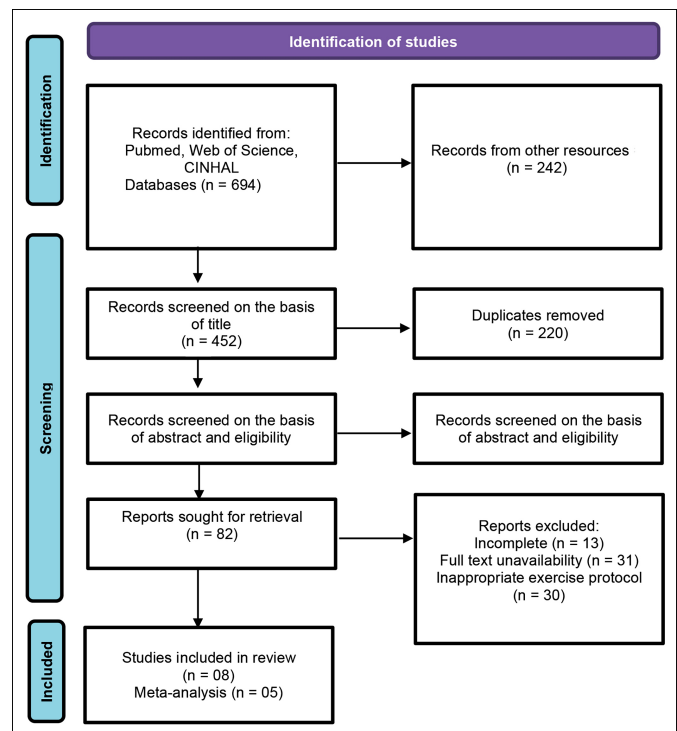 Identification of studies
Identification
Records identified from:
Pubmed, Web of Science,
CINHAL
Databases (n = 694)
Records from other resources
(n = 242)
Screening
Records screened on the basis
of title
(n = 452)
Duplicates removed
(n = 220)
Records screened on the basis
of abstract and eligibility
Records screened on the basis
of abstract and eligibility
Reports sought for retrieval
(n = 82)
Reports excluded:
Incomplete (n = 13)
Full text unavailability (n = 31)
Inappropriate exercise protocol
(n = 30)
Included
Studies included in review
(n = 08)
Meta-analysis (n = 05)